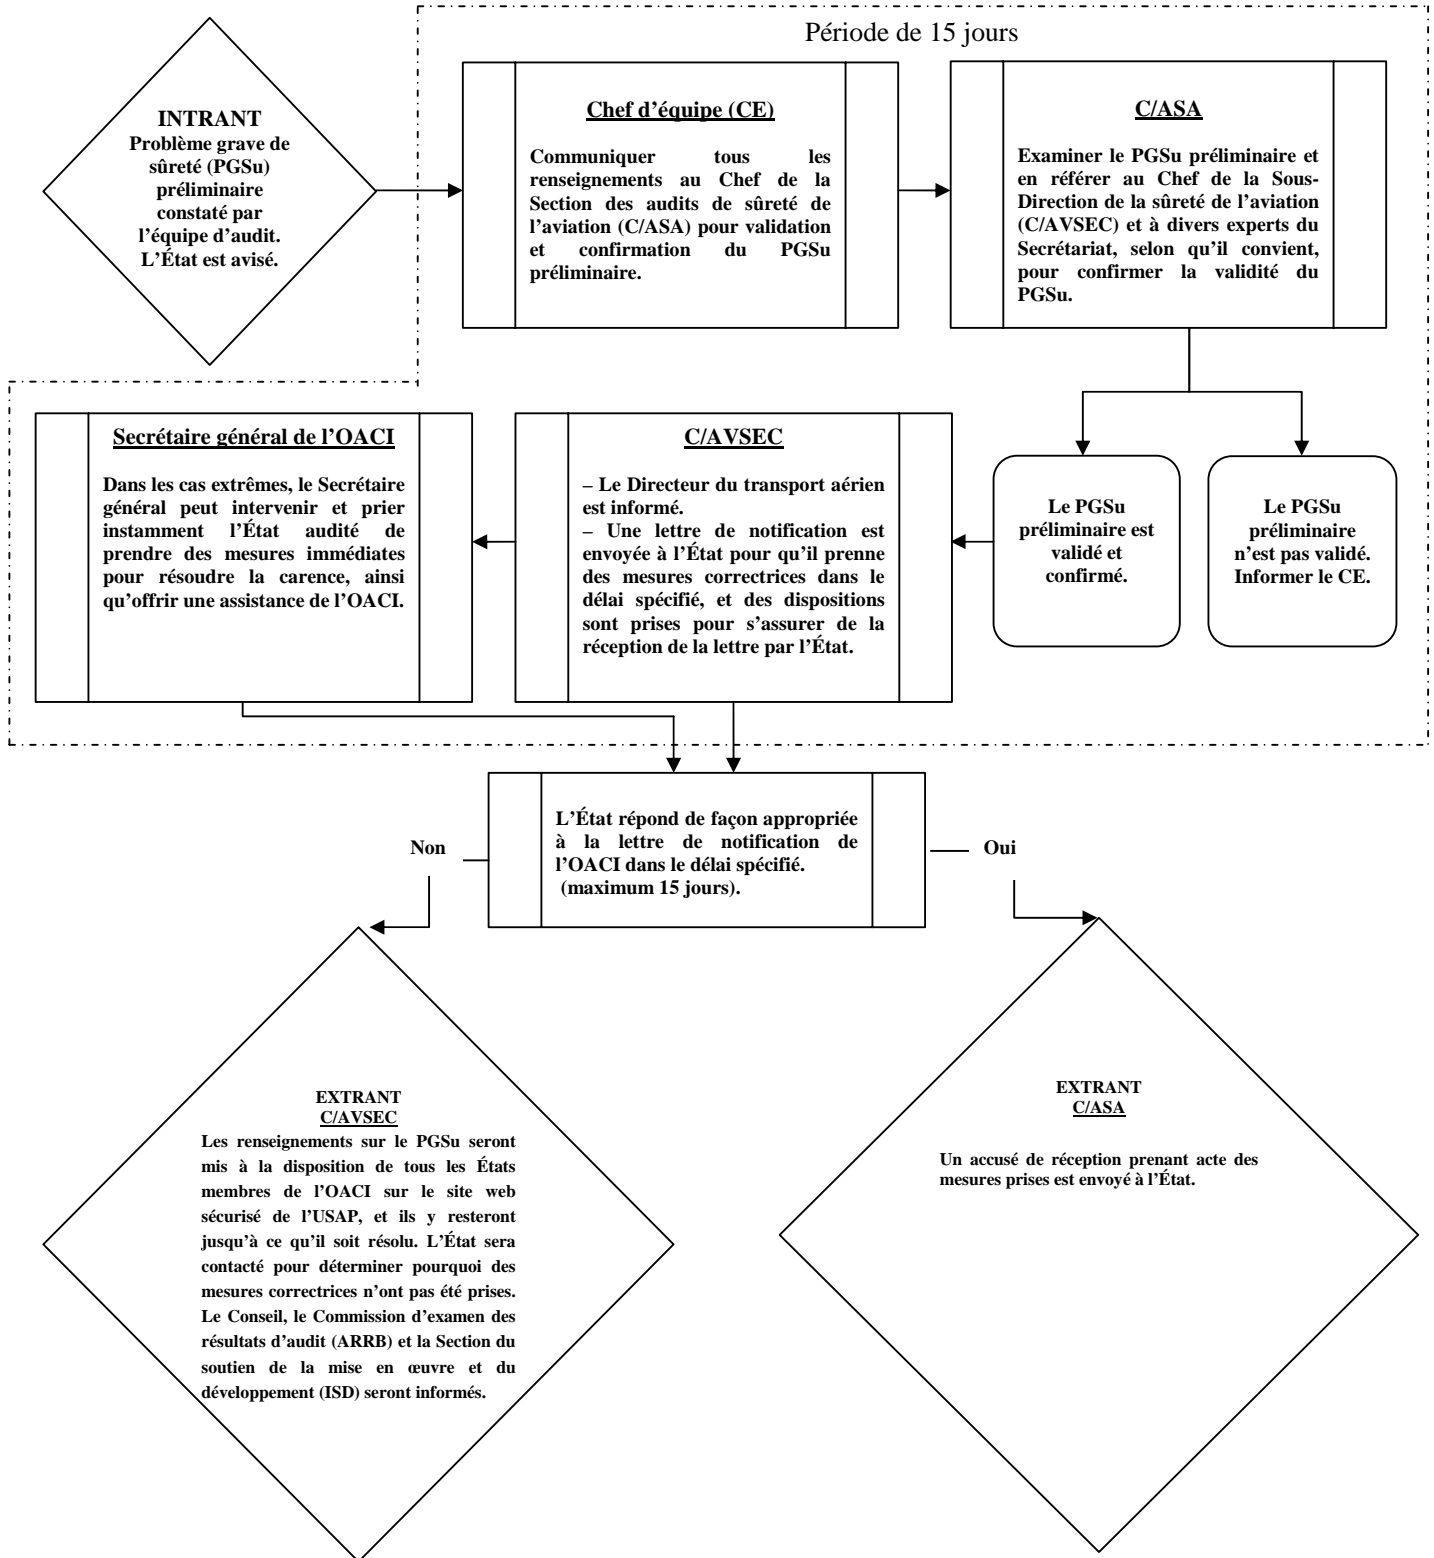 Période de 15 jours
INTRANT
Problème grave de
sûreté (PGSu)
préliminaire
constaté par
l’équipe d’audit.
L’État est avisé.
Chef d’équipe (CE)
Communiquer tous les
renseignements au Chef de la
Section des audits de sûreté de
l’aviation (C/ASA) pour validation
et confirmation du PGSu
préliminaire.
C/ASA
Examiner le PGSu préliminaire et
en référer au Chef de la Sous-
Direction de la sûreté de l’aviation
(C/AVSEC) et à divers experts du
Secrétariat, selon qu’il convient,
pour confirmer la validité du
PGSu.
Secrétaire général de l’OACI
Dans les cas extrêmes, le Secrétaire
général peut intervenir et prier
instamment l’État audité de
prendre des mesures immédiates
pour résoudre la carence, ainsi
qu’offrir une assistance de l’OACI.
C/AVSEC
– Le Directeur du transport aérien
est informé.
– Une lettre de notification est
envoyée à l’État pour qu’il prenne
des mesures correctrices dans le
délai spécifié, et des dispositions
sont prises pour s’assurer de la
réception de la lettre par l’État.
Le PGSu
préliminaire est
validé et
confirmé.
Le PGSu
préliminaire
n’est pas validé.
Informer le CE.
L’État répond de façon appropriée
à la lettre de notification de
l’OACI dans le délai spécifié.
(maximum 15 jours).
Non
Oui
EXTRANT
C/AVSEC
Les renseignements sur le PGSu seront
mis à la disposition de tous les États
membres de l’OACI sur le site web
sécurisé de l’USAP, et ils y resteront
jusqu’à ce qu’il soit résolu. L’État sera
contacté pour déterminer pourquoi des
mesures correctrices n’ont pas été prises.
Le Conseil, le Commission d’examen des
résultats d’audit (ARRB) et la Section du
soutien de la mise en œuvre et du
développement (ISD) seront informés.
EXTRANT
C/ASA
Un accusé de réception prenant acte des
mesures prises est envoyé à l’État.